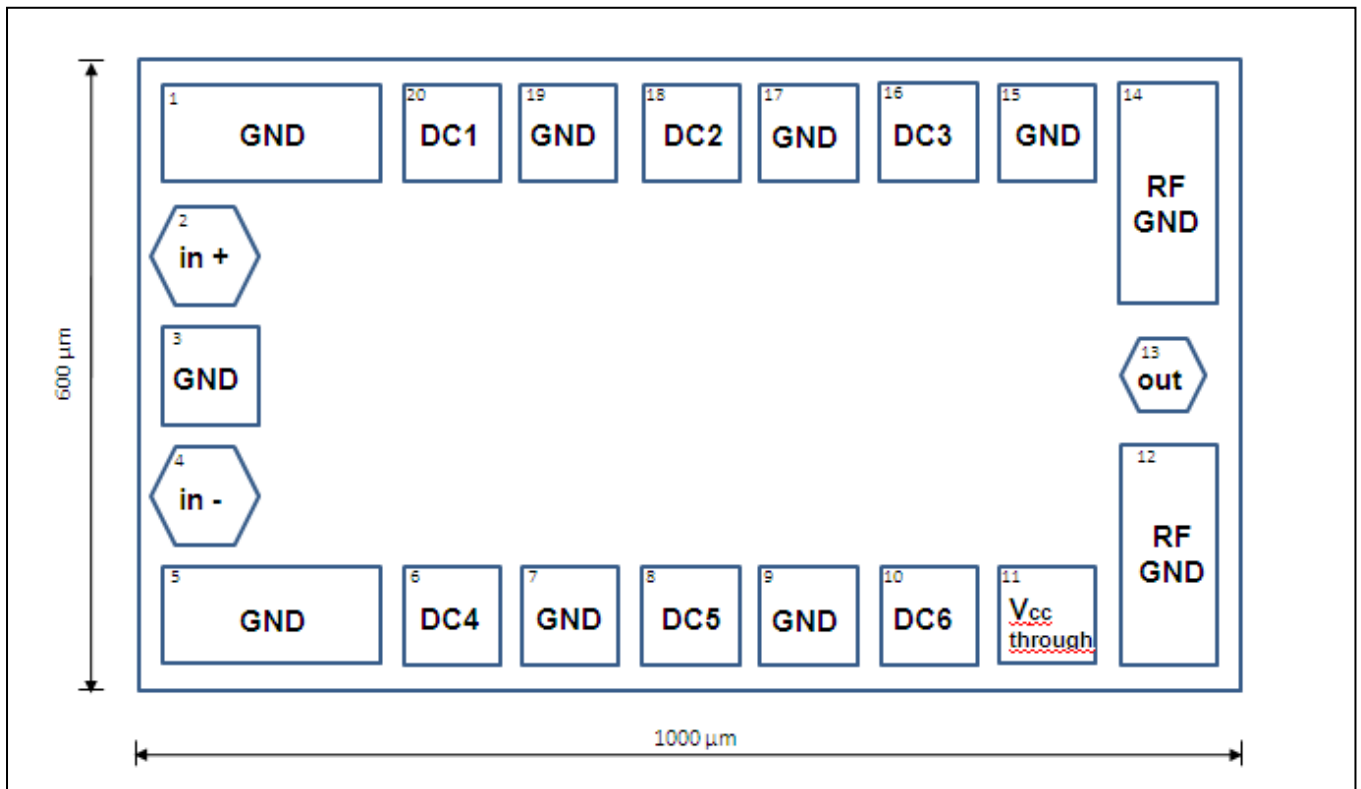 1
GND
20
DC1
19
GND
18
DC2
17
GND
16
DC3
15
GND
14
RF
GND
2
in +
3
GND
13
out
4
in -
12
RF
GND
5
GND
6
DC4
7
GND
8
DC5
9
GND
10
DC6
11
Vcc
through
600 µm
1000 µm